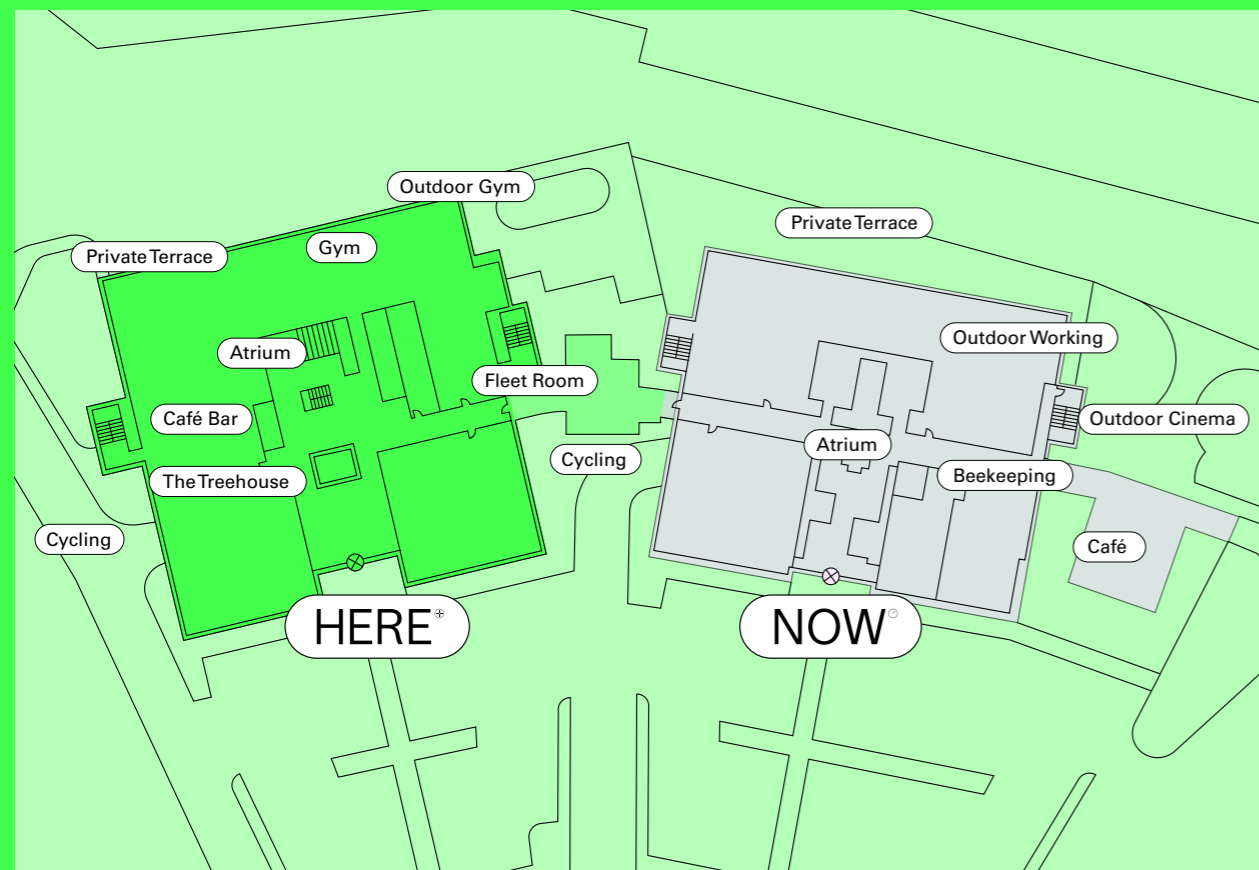 Outdoor Gym
Private Terrace
Gym
Private Terrace
Outdoor Working
Atrium
Fleet Room
Café Bar
Outdoor Cinema
Atrium
Cycling
The Treehouse
Beekeeping
Cycling
Café
HERE
NOW